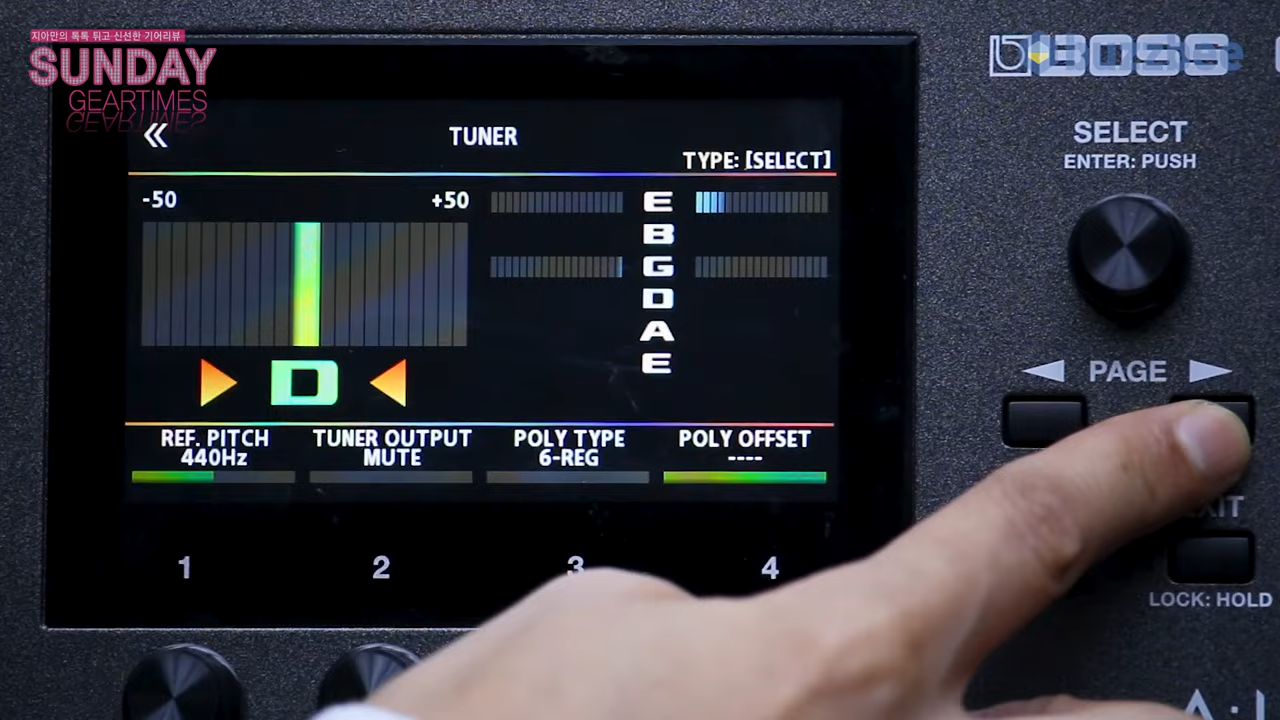 지아만의 톡톡 튀고 신선한 기어리뷰
SUNDAY
GEARTIMES
BOSS
TUNER
TYPE: [SELECT]
SELECT
ENTER: PUSH
-50 +50
E
B
G
D
A
E
D
PAGE
REF. PITCH TUNER OUTPUT POLY TYPE POLY OFFSET
440Hz MUTE 6-REG ----
EXIT
1 2 3 4
LOCK: HOLD